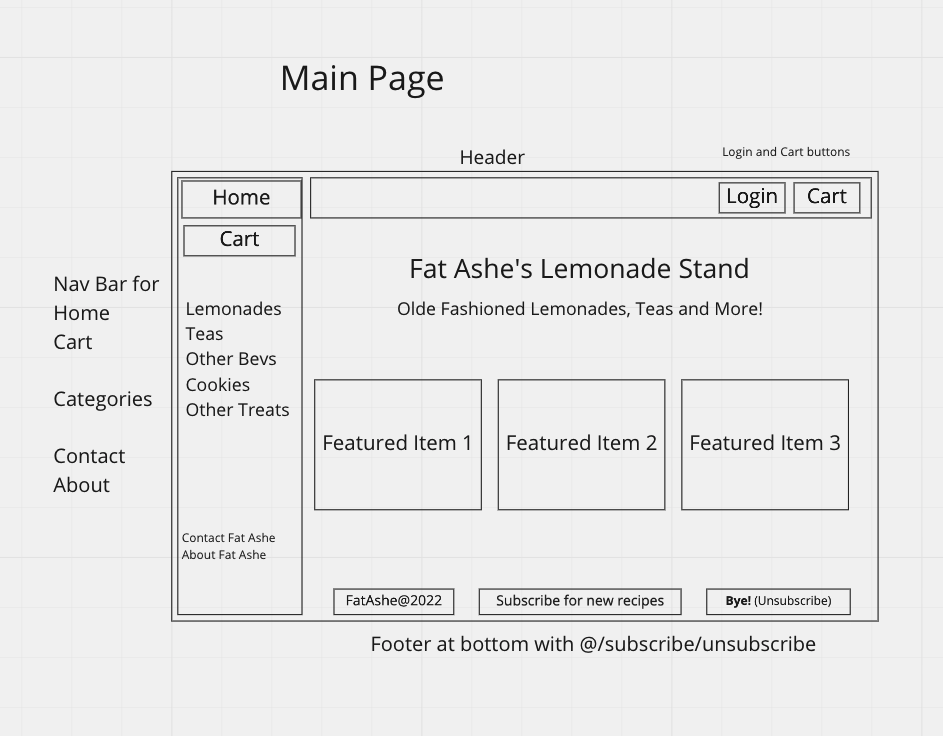 Main Page
Header
Login and Cart buttons
Home
Login
Cart
Cart
Fat Ashe's Lemonade Stand
Olde Fashioned Lemonades, Teas and More!
Nav Bar for
Home
Cart
Categories
Contact
About
Lemonades
Teas
Other Bevs
Cookies
Other Treats
Featured Item 1
Featured Item 2
Featured Item 3
Contact Fat Ashe
About Fat Ashe
FatAshe@2022
Subscribe for new recipes
Bye! (Unsubscribe)
Footer at bottom with @/subscribe/unsubscribe